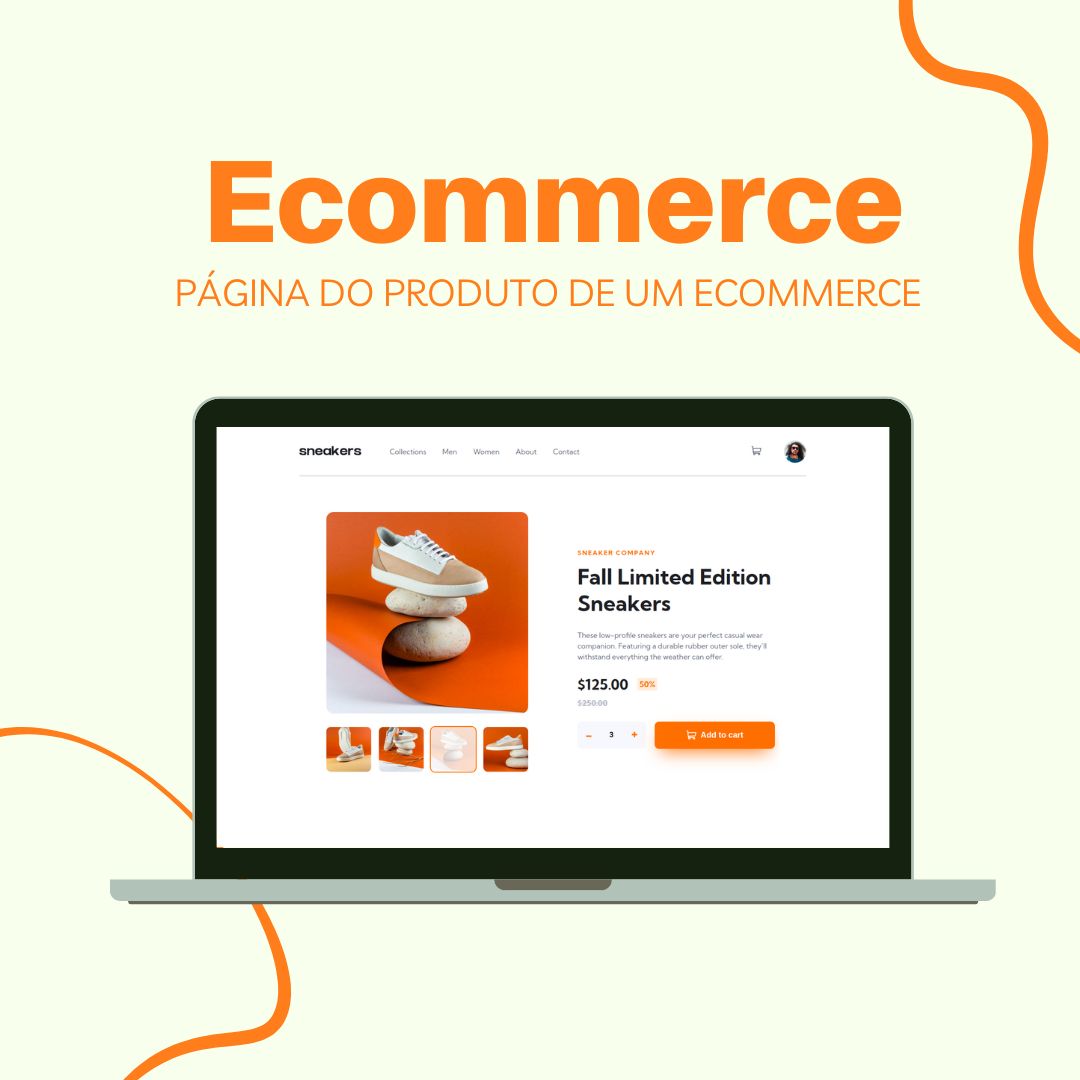 Ecommerce
PÁGINA DO PRODUTO DE UM ECOMMERCE
sneakers Collections Men Women About Contact
SNEAKER COMPANY
Fall Limited Edition
Sneakers
These low-profile sneakers are your perfect casual wear
companion. Featuring a durable rubber outer sole, they'll
withstand everything the weather can offer.
$125.00 50%
$250.00
– 3 + Add to cart